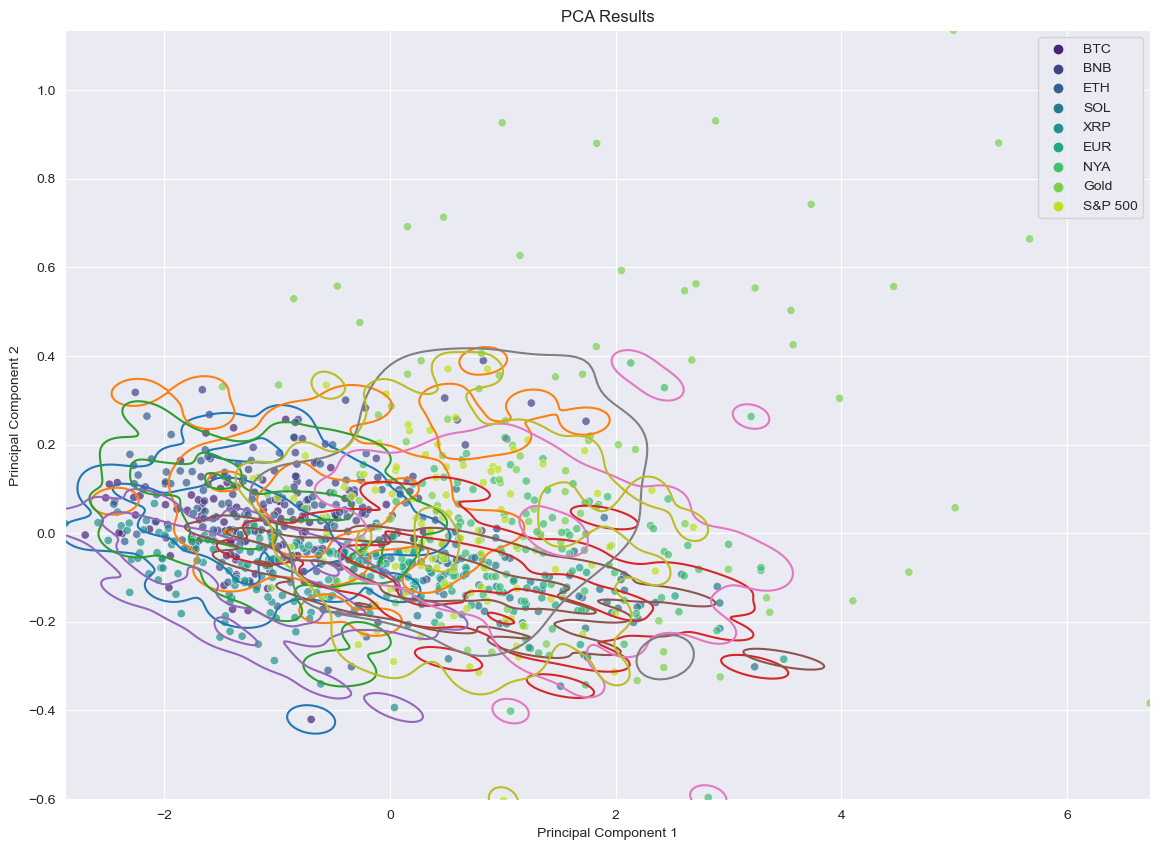 PCA Results
BTC
BNB
ETH
SOL
XRP
EUR
NYA
Gold
S&P 500
Principal Component 2
1.0
0.8
0.6
0.4
0.2
0.0
−0.2
−0.4
−0.6
−2
0
2
4
6
Principal Component 1